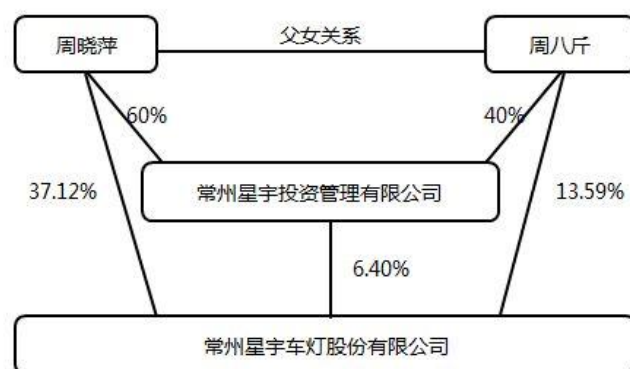 周晓萍
父女关系
周八斤
60%
40%
37.12%
常州星宇投资管理有限公司
13.59%
6.40%
常州星宇车灯股份有限公司